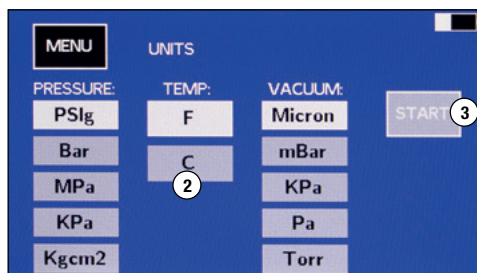 MENU UNITS
PRESSURE: TEMP: VACUUM:
PSIg F Micron START 3
Bar C mBar
2
MPa KPa
KPa Pa
Kgcm2 Torr